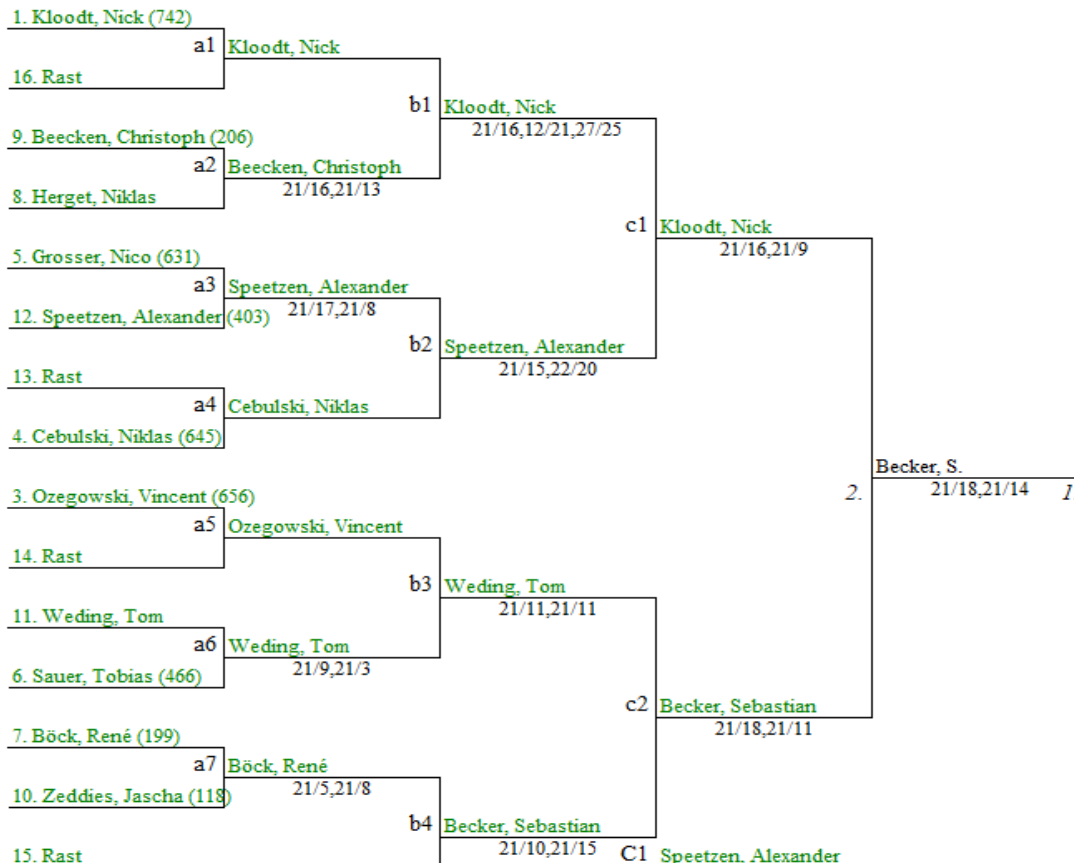 1. Kloodt, Nick (742)
a1 Kloodt, Nick
16. Rast
b1 Kloodt, Nick
21/16,12/21,27/25
9. Beecken, Christoph (206)
a2 Beecken, Christoph
21/16,21/13
8. Herget, Niklas
c1 Kloodt, Nick
21/16,21/9
5. Grosser, Nico (631)
a3 Speetzen, Alexander
21/17,21/8
12. Speetzen, Alexander (403)
b2 Speetzen, Alexander
21/15,22/20
13. Rast
a4 Cebulski, Niklas
4. Cebulski, Niklas (645)
Becker, S.
2. 21/18,21/14 1
3. Ozegowski, Vincent (656)
a5 Ozegowski, Vincent
14. Rast
b3 Weding, Tom
21/11,21/11
11. Weding, Tom
a6 Weding, Tom
21/9,21/3
6. Sauer, Tobias (466)
c2 Becker, Sebastian
21/18,21/11
7. Böck, René (199)
a7 Böck, René
21/5,21/8
10. Zeddies, Jascha (118)
b4 Becker, Sebastian
21/10,21/15
15. Rast
C1 Speetzen, Alexander